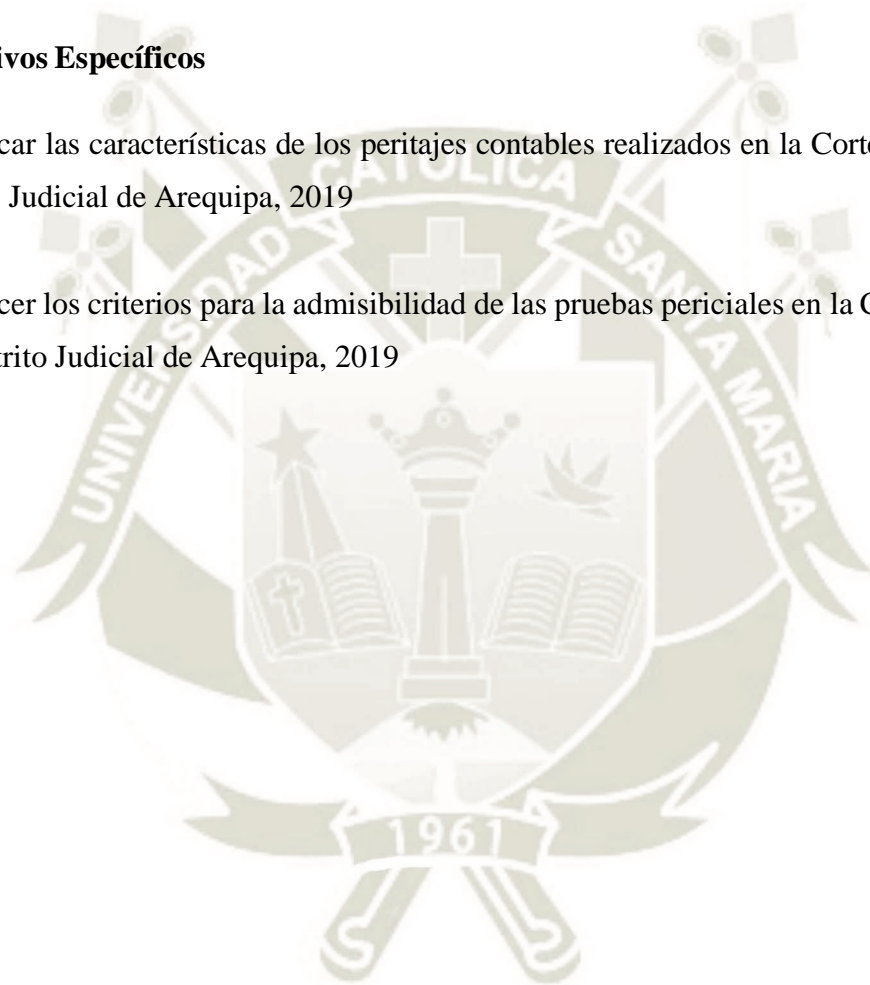 ivos Específicos
car las características de los peritajes contables realizados en la Corte
Judicial de Arequipa, 2019
cer los criterios para la admisibilidad de las pruebas periciales en la C
trito Judicial de Arequipa, 2019
UNIVERSIDAD CATOLICA SANTA MARIA
1961